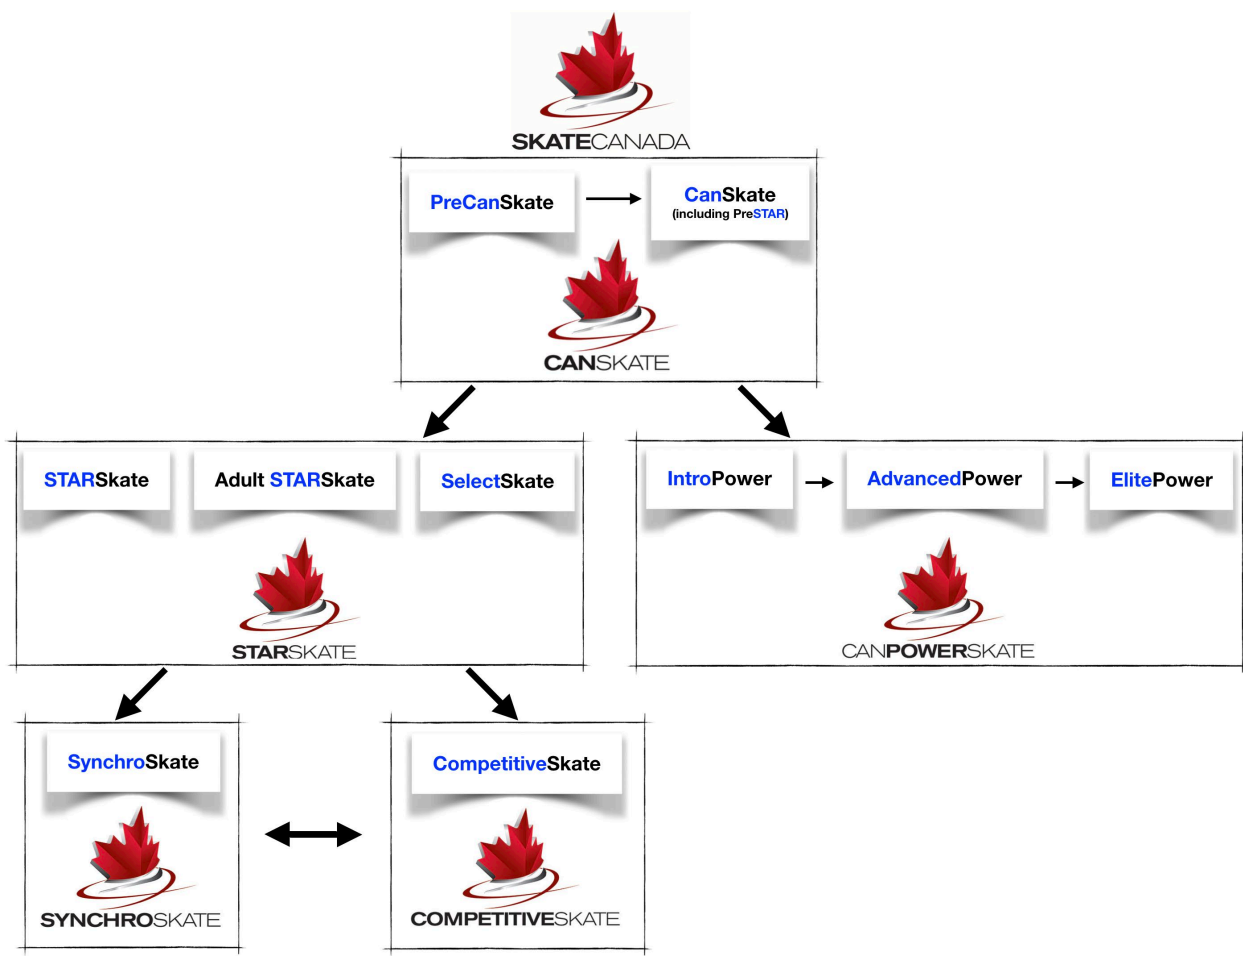 SKATECANADA
PreCanSkate
CanSkate
(including PreSTAR)
CANSKATE
STARSkate
Adult STARSkate
SelectSkate
STARSKATE
IntroPower
AdvancedPower
ElitePower
CANPOWERSKATE
SynchroSkate
SYNCHROSKATE
CompetitiveSkate
COMPETITIVESKATE